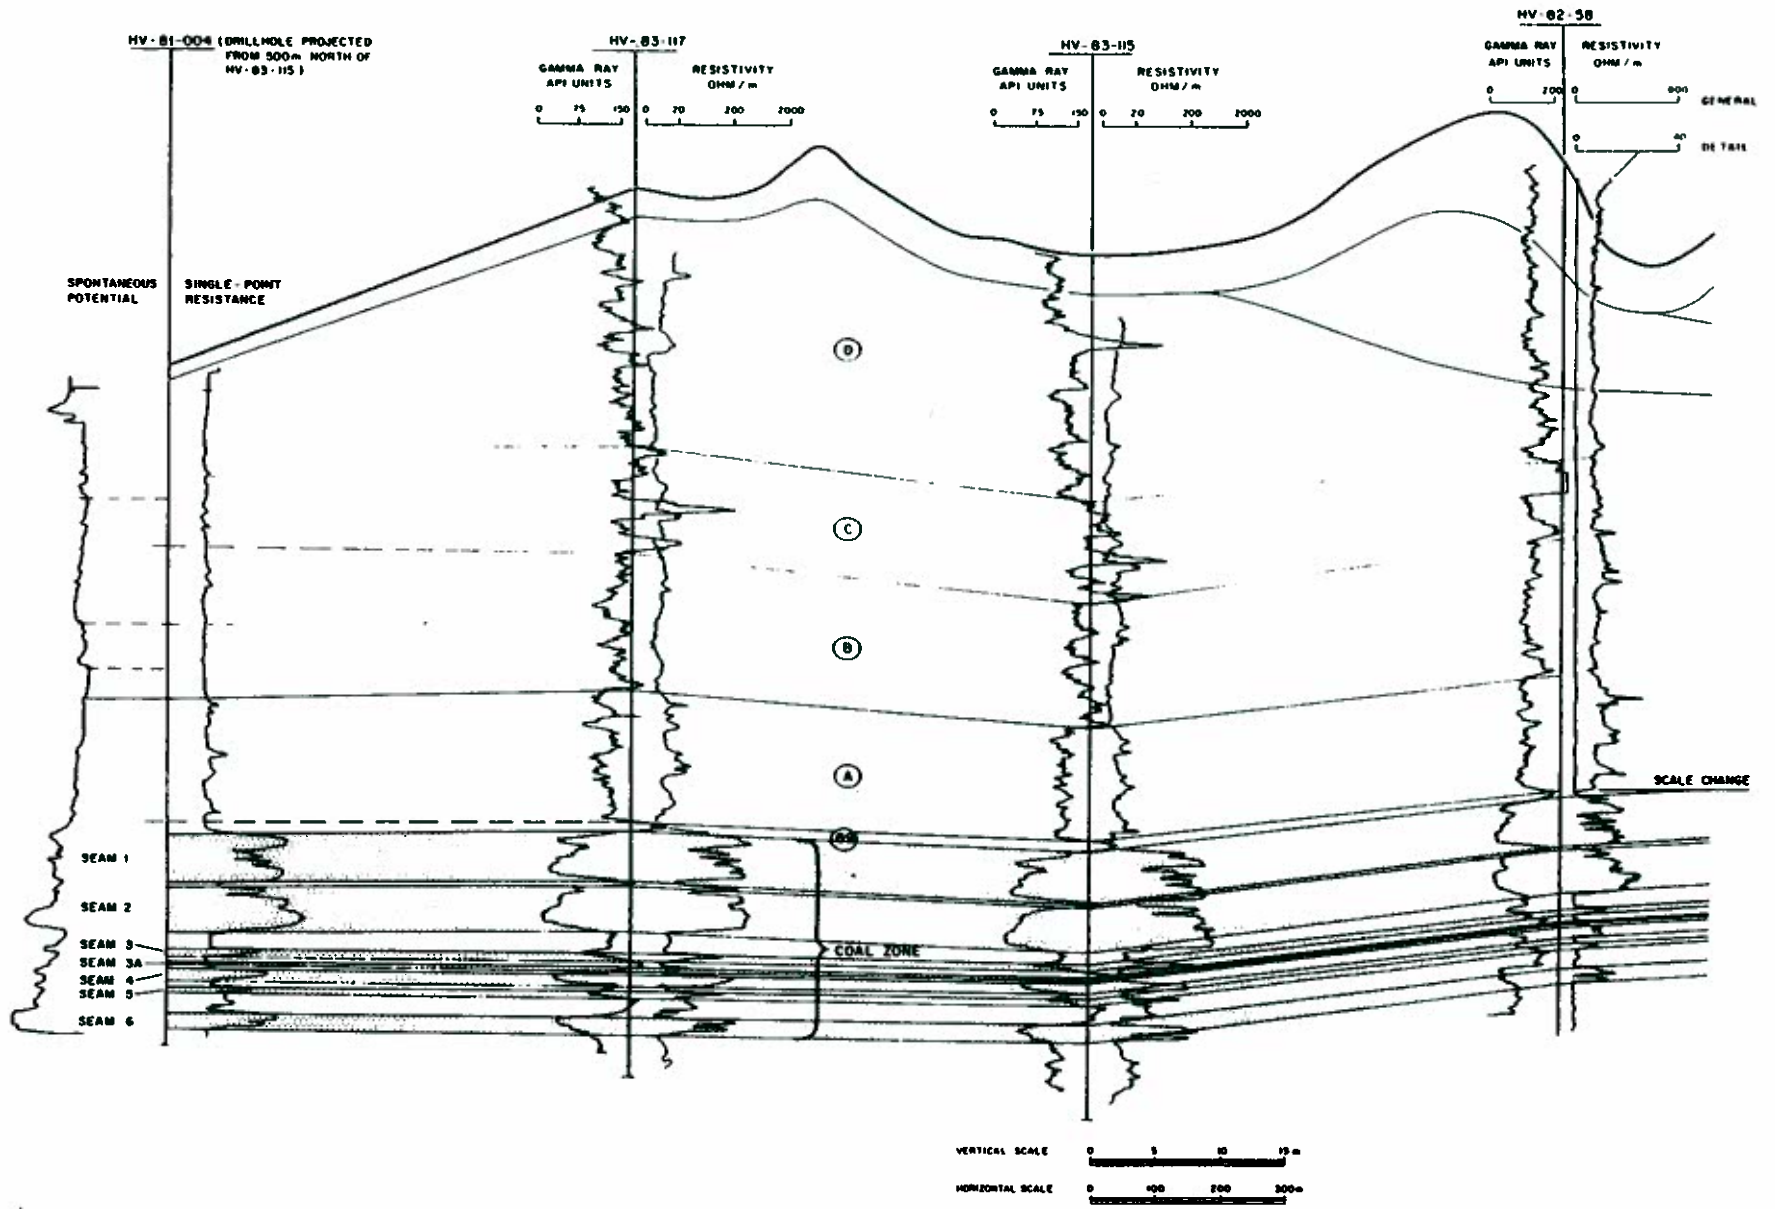 HV-81-004 (DRILLHOLE PROJECTED
FROM 500m NORTH OF
HV-83-115)
HV-83-117
HV-83-115
HV-82-58
GAMMA RAY
API UNITS
RESISTIVITY
OHM/m
0 75 150
0 20 200 2000
GAMMA RAY
API UNITS
RESISTIVITY
OHM/m
0 75 150
0 20 200 2000
GAMMA RAY
API UNITS
RESISTIVITY
OHM/m
0 200
0
GENERAL
0 40
DETAIL
SPONTANEOUS
POTENTIAL
SINGLE-POINT
RESISTANCE
D
C
B
A
SCALE CHANGE
SEAM 1
SEAM 2
SEAM 3
SEAM 3A
SEAM 4
SEAM 5
SEAM 6
COAL ZONE
VERTICAL SCALE 0 5 10 15m
HORIZONTAL SCALE 0 100 200 300m